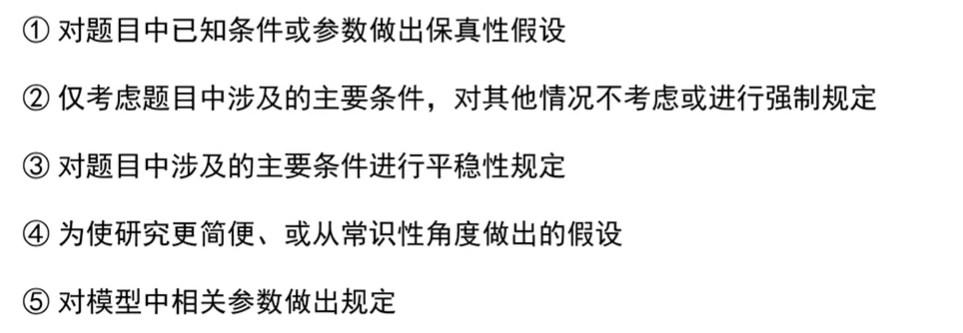 ① 对题目中已知条件或参数做出保真性假设
② 仅考虑题目中涉及的主要条件，对其他情况不考虑或进行强制规定
③ 对题目中涉及的主要条件进行平稳性规定
④ 为使研究更简便、或从常识性角度做出的假设
⑤ 对模型中相关参数做出规定